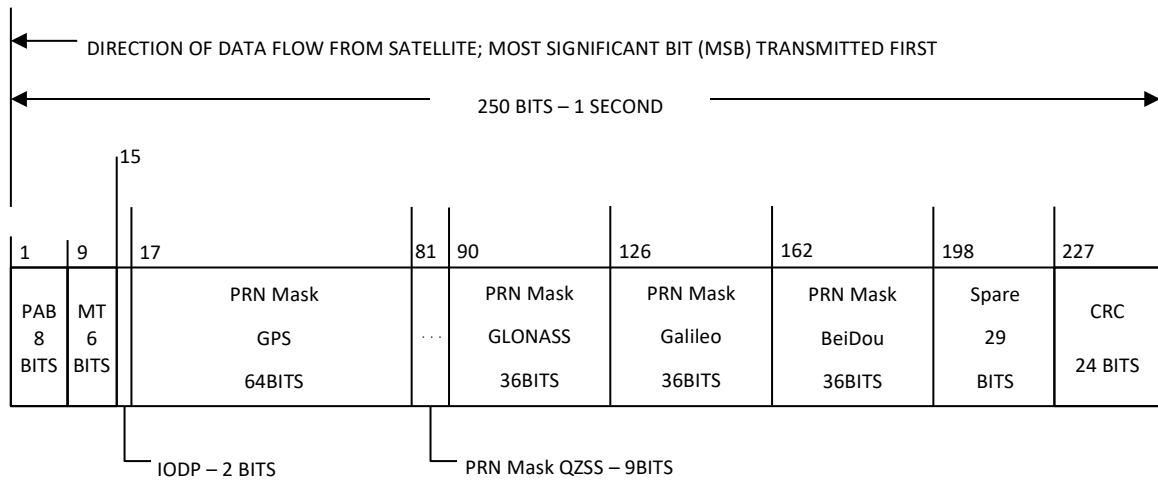 DIRECTION OF DATA FLOW FROM SATELLITE; MOST SIGNIFICANT BIT (MSB) TRANSMITTED FIRST
250 BITS – 1 SECOND
15
1 9 17 81 90 126 162 198 227
PAB
8
BITS
MT
6
BITS
PRN Mask
GPS
64BITS
...
PRN Mask
GLONASS
36BITS
PRN Mask
Galileo
36BITS
PRN Mask
BeiDou
36BITS
Spare
29
BITS
CRC
24 BITS
IODP – 2 BITS
PRN Mask QZSS – 9BITS